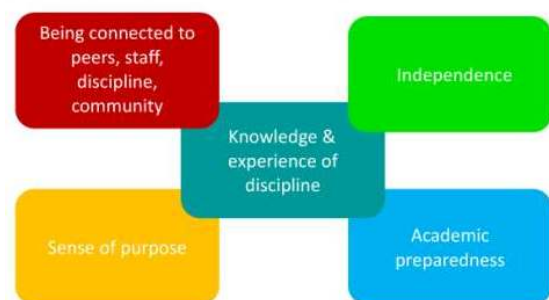 Being connected to
peers, staff,
discipline,
community
Independence
Knowledge &
experience of
discipline
Sense of purpose
Academic
preparedness